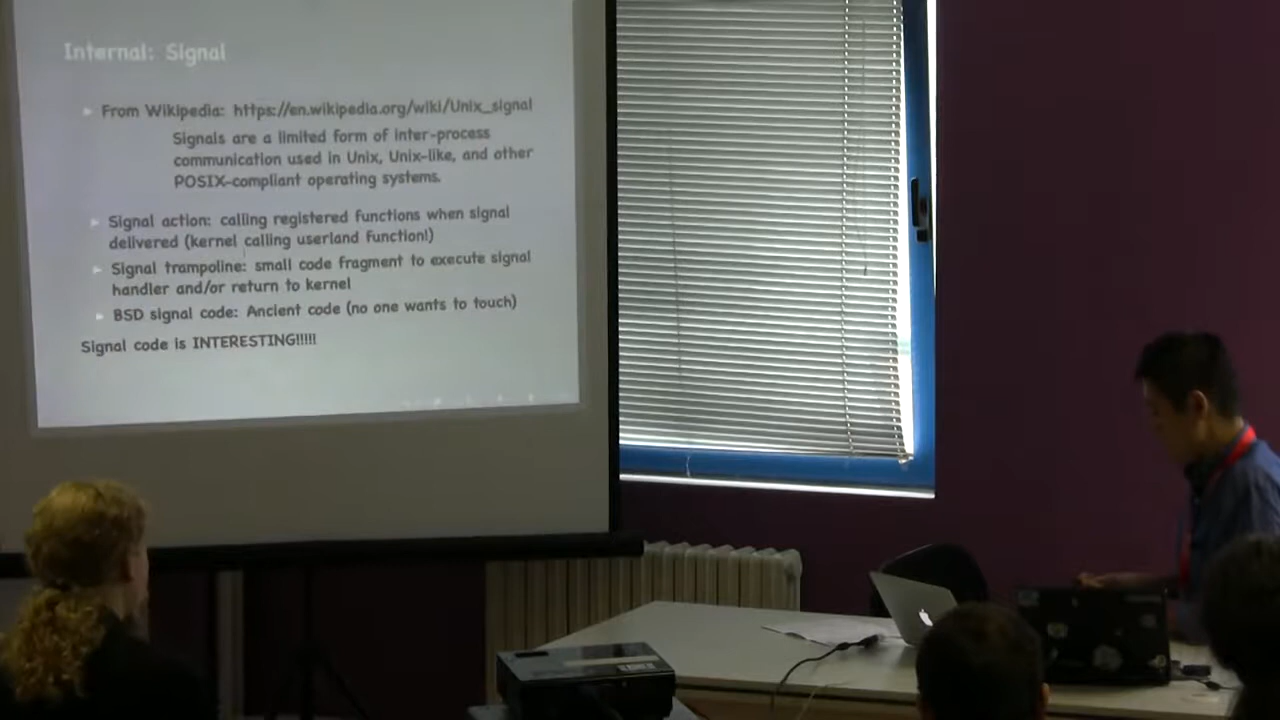 Internal: Signal
From Wikipedia: https://en.wikipedia.org/wiki/Unix_signal
Signals are a limited form of inter-process
communication used in Unix, Unix-like, and other
POSIX-compliant operating systems.
Signal action: calling registered functions when signal
delivered (kernel calling userland function!)
Signal trampoline: small code fragment to execute signal
handler and/or return to kernel
BSD signal code: Ancient code (no one wants to touch)
Signal code is INTERESTING!!!!!